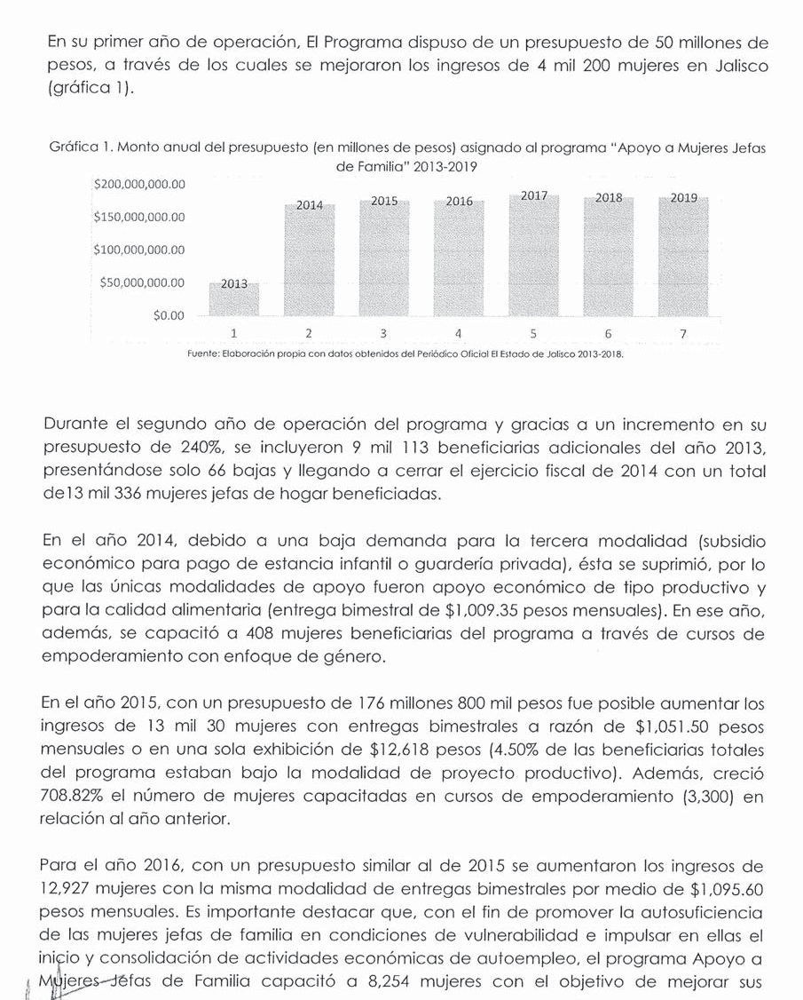 En su primer año de operación, El Programa dispuso de un presupuesto de 50 millones de
pesos, a través de los cuales se mejoraron los ingresos de 4 mil 200 mujeres en Jalisco
(gráfica 1).
Gráfica 1. Monto anual del presupuesto (en millones de pesos) asignado al programa "Apoyo a Mujeres Jefas
de Familia" 2013-2019
$200,000,000.00
$150,000,000.00
$100,000,000.00
$50,000,000.00
$0.00
2013
2014
2015
2016
2017
2018
2019
1 2 3 4 5 6 7
Fuente: Elaboración propia con datos obtenidos del Periódico Oficial El Estado de Jalisco 2013-2018.
Durante el segundo año de operación del programa y gracias a un incremento en su
presupuesto de 240%, se incluyeron 9 mil 113 beneficiarias adicionales del año 2013,
presentándose solo 66 bajas y llegando a cerrar el ejercicio fiscal de 2014 con un total
de13 mil 336 mujeres jefas de hogar beneficiadas.
En el año 2014, debido a una baja demanda para la tercera modalidad (subsidio
económico para pago de estancia infantil o guardería privada), ésta se suprimió, por lo
que las únicas modalidades de apoyo fueron apoyo económico de tipo productivo y
para la calidad alimentaria (entrega bimestral de $1,009.35 pesos mensuales). En ese año,
además, se capacitó a 408 mujeres beneficiarias del programa a través de cursos de
empoderamiento con enfoque de género.
En el año 2015, con un presupuesto de 176 millones 800 mil pesos fue posible aumentar los
ingresos de 13 mil 30 mujeres con entregas bimestrales a razón de $1,051.50 pesos
mensuales o en una sola exhibición de $12,618 pesos (4.50% de las beneficiarias totales
del programa estaban bajo la modalidad de proyecto productivo). Además, creció
708.82% el número de mujeres capacitadas en cursos de empoderamiento (3,300) en
relación al año anterior.
Para el año 2016, con un presupuesto similar al de 2015 se aumentaron los ingresos de
12,927 mujeres con la misma modalidad de entregas bimestrales por medio de $1,095.60
pesos mensuales. Es importante destacar que, con el fin de promover la autosuficiencia
de las mujeres jefas de familia en condiciones de vulnerabilidad e impulsar en ellas el
inicio y consolidación de actividades económicas de autoempleo, el programa Apoyo a
Mujeres Jefas de Familia capacitó a 8,254 mujeres con el objetivo de mejorar sus